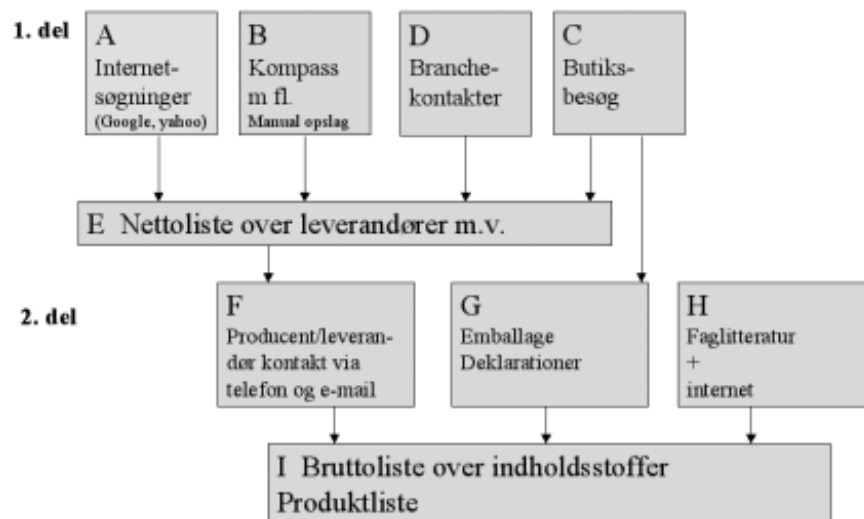 1. del
A
Internet-
søgninger
(Google, yahoo)
B
Kompass
m fl.
Manual opslag
D
Branche-
kontakter
C
Butiks-
besøg
E Nettoliste over leverandører m.v.
2. del
F
Producent/leveran-
dør kontakt via
telefon og e-mail
G
Emballage
Deklarationer
H
Faglitteratur
+
internet
I Bruttoliste over indholdsstoffer
Produktliste